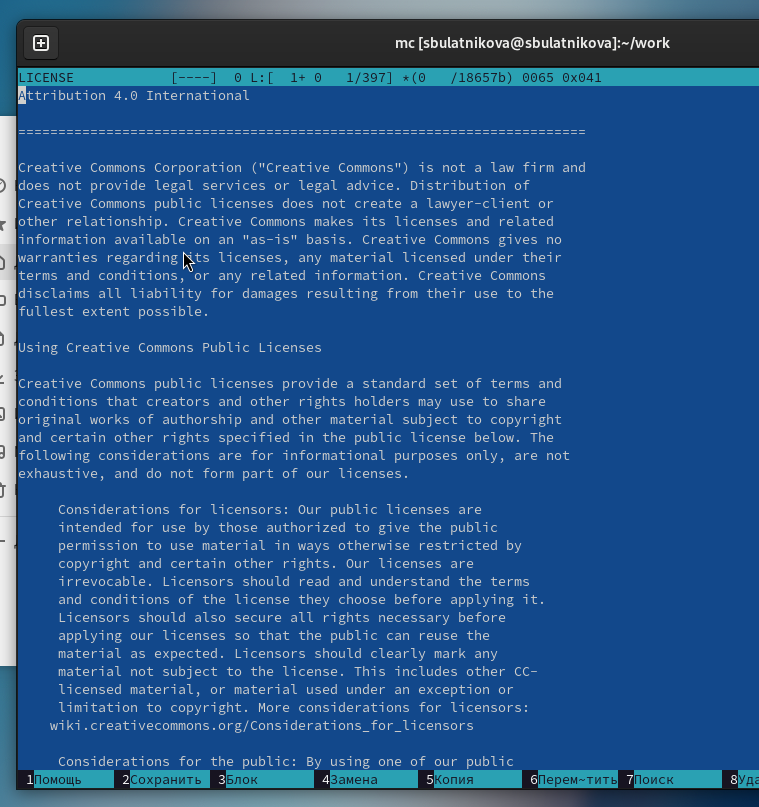 mc [sbulatnikova@sbulatnikova]:~/work
LICENSE            [----]  0 L:[  1+ 0   1/397] *(0   /18657b) 0065 0x041
Attribution 4.0 International
=======================================================================
Creative Commons Corporation ("Creative Commons") is not a law firm and
does not provide legal services or legal advice. Distribution of
Creative Commons public licenses does not create a lawyer-client or
other relationship. Creative Commons makes its licenses and related
information available on an "as-is" basis. Creative Commons gives no
warranties regarding its licenses, any material licensed under their
terms and conditions, or any related information. Creative Commons
disclaims all liability for damages resulting from their use to the
fullest extent possible.
Using Creative Commons Public Licenses
Creative Commons public licenses provide a standard set of terms and
conditions that creators and other rights holders may use to share
original works of authorship and other material subject to copyright
and certain other rights specified in the public license below. The
following considerations are for informational purposes only, are not
exhaustive, and do not form part of our licenses.
     Considerations for licensors: Our public licenses are
     intended for use by those authorized to give the public
     permission to use material in ways otherwise restricted by
     copyright and certain other rights. Our licenses are
     irrevocable. Licensors should read and understand the terms
     and conditions of the license they choose before applying it.
     Licensors should also secure all rights necessary before
     applying our licenses so that the public can reuse the
     material as expected. Licensors should clearly mark any
     material not subject to the license. This includes other CC-
     licensed material, or material used under an exception or
     limitation to copyright. More considerations for licensors:
    wiki.creativecommons.org/Considerations_for_licensors
     Considerations for the public: By using one of our public
1Помощь 2Сохранить 3Блок 4Замена 5Копия 6Перем~тить 7Поиск 8Уда